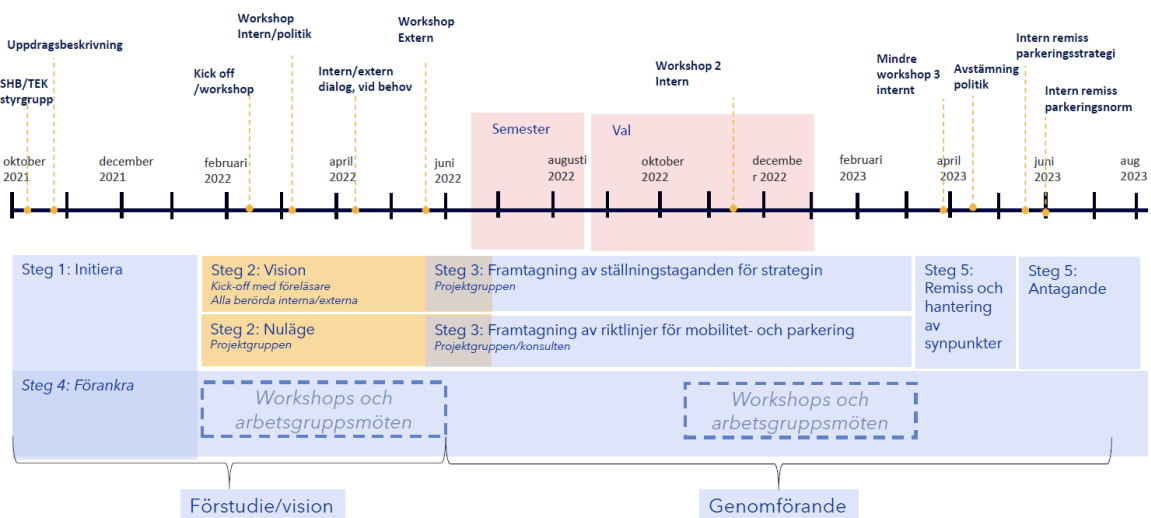 Uppdragsbeskrivning
SHB/TEK
styrgrupp
Kick off
/workshop
Workshop
Intern/politik
Intern/extern
dialog, vid behov
Workshop
Extern
Workshop 2
Intern
Mindre
workshop 3
internt
Avstämning
politik
Intern remiss
parkeringsstrategi
Intern remiss
parkeringsnorm
Semester
Val
oktober
2021
december
2021
februari
2022
april
2022
juni
2022
augusti
2022
oktober
2022
decembe
r 2022
februari
2023
april
2023
juni
2023
aug
2023
Steg 1: Initiera
Steg 2: Vision
Kick-off med föreläsare
Alla berörda interna/externa
Steg 2: Nuläge
Projektgruppen
Steg 3: Framtagning av ställningstaganden för strategin
Projektgruppen
Steg 3: Framtagning av riktlinjer för mobilitet- och parkering
Projektgruppen/konsulten
Steg 5:
Remiss och
hantering
av
synpunkter
Steg 5:
Antagande
Steg 4: Förankra
Workshops och
arbetsgruppsmöten
Workshops och
arbetsgruppsmöten
Förstudie/vision
Genomförande